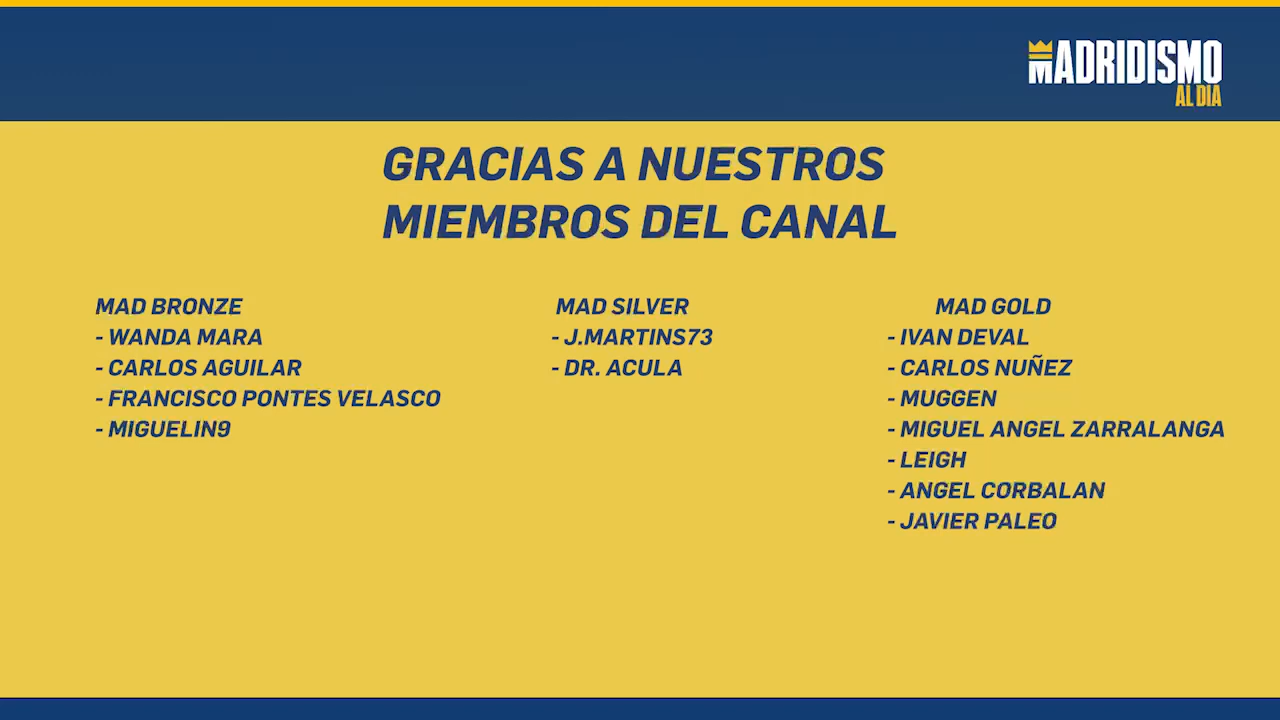 MADRIDISMO
AL DIA
GRACIAS A NUESTROS
MIEMBROS DEL CANAL
MAD BRONZE
- WANDA MARA
- CARLOS AGUILAR
- FRANCISCO PONTES VELASCO
- MIGUELIN9
MAD SILVER
- J.MARTINS73
- DR. ACULA
MAD GOLD
- IVAN DEVAL
- CARLOS NUÑEZ
- MUGGEN
- MIGUEL ANGEL ZARRALANGA
- LEIGH
- ANGEL CORBALAN
- JAVIER PALEO